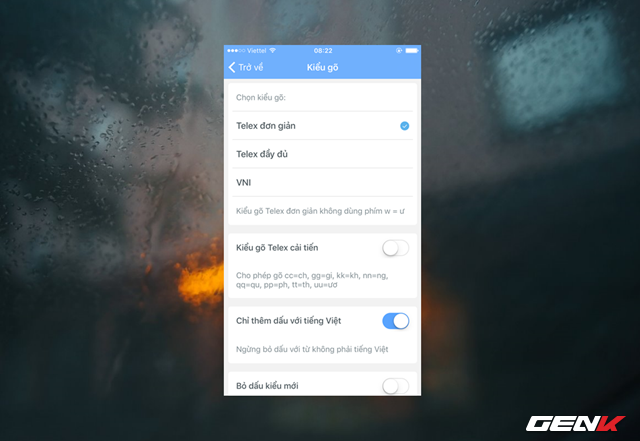 Viettel 08:22
Trở về Kiểu gõ
Chọn kiểu gõ:
Telex đơn giản
Telex đầy đủ
VNI
Kiểu gõ Telex đơn giản không dùng phím w = ư
Kiểu gõ Telex cải tiến
Cho phép gõ cc=ch, gg=gi, kk=kh, nn=ng,
qq=qu, pp=ph, tt=th, uu=ươ
Chỉ thêm dấu với tiếng Việt
Ngừng bỏ dấu với từ không phải tiếng Việt
Bỏ dấu kiểu mới
GENK